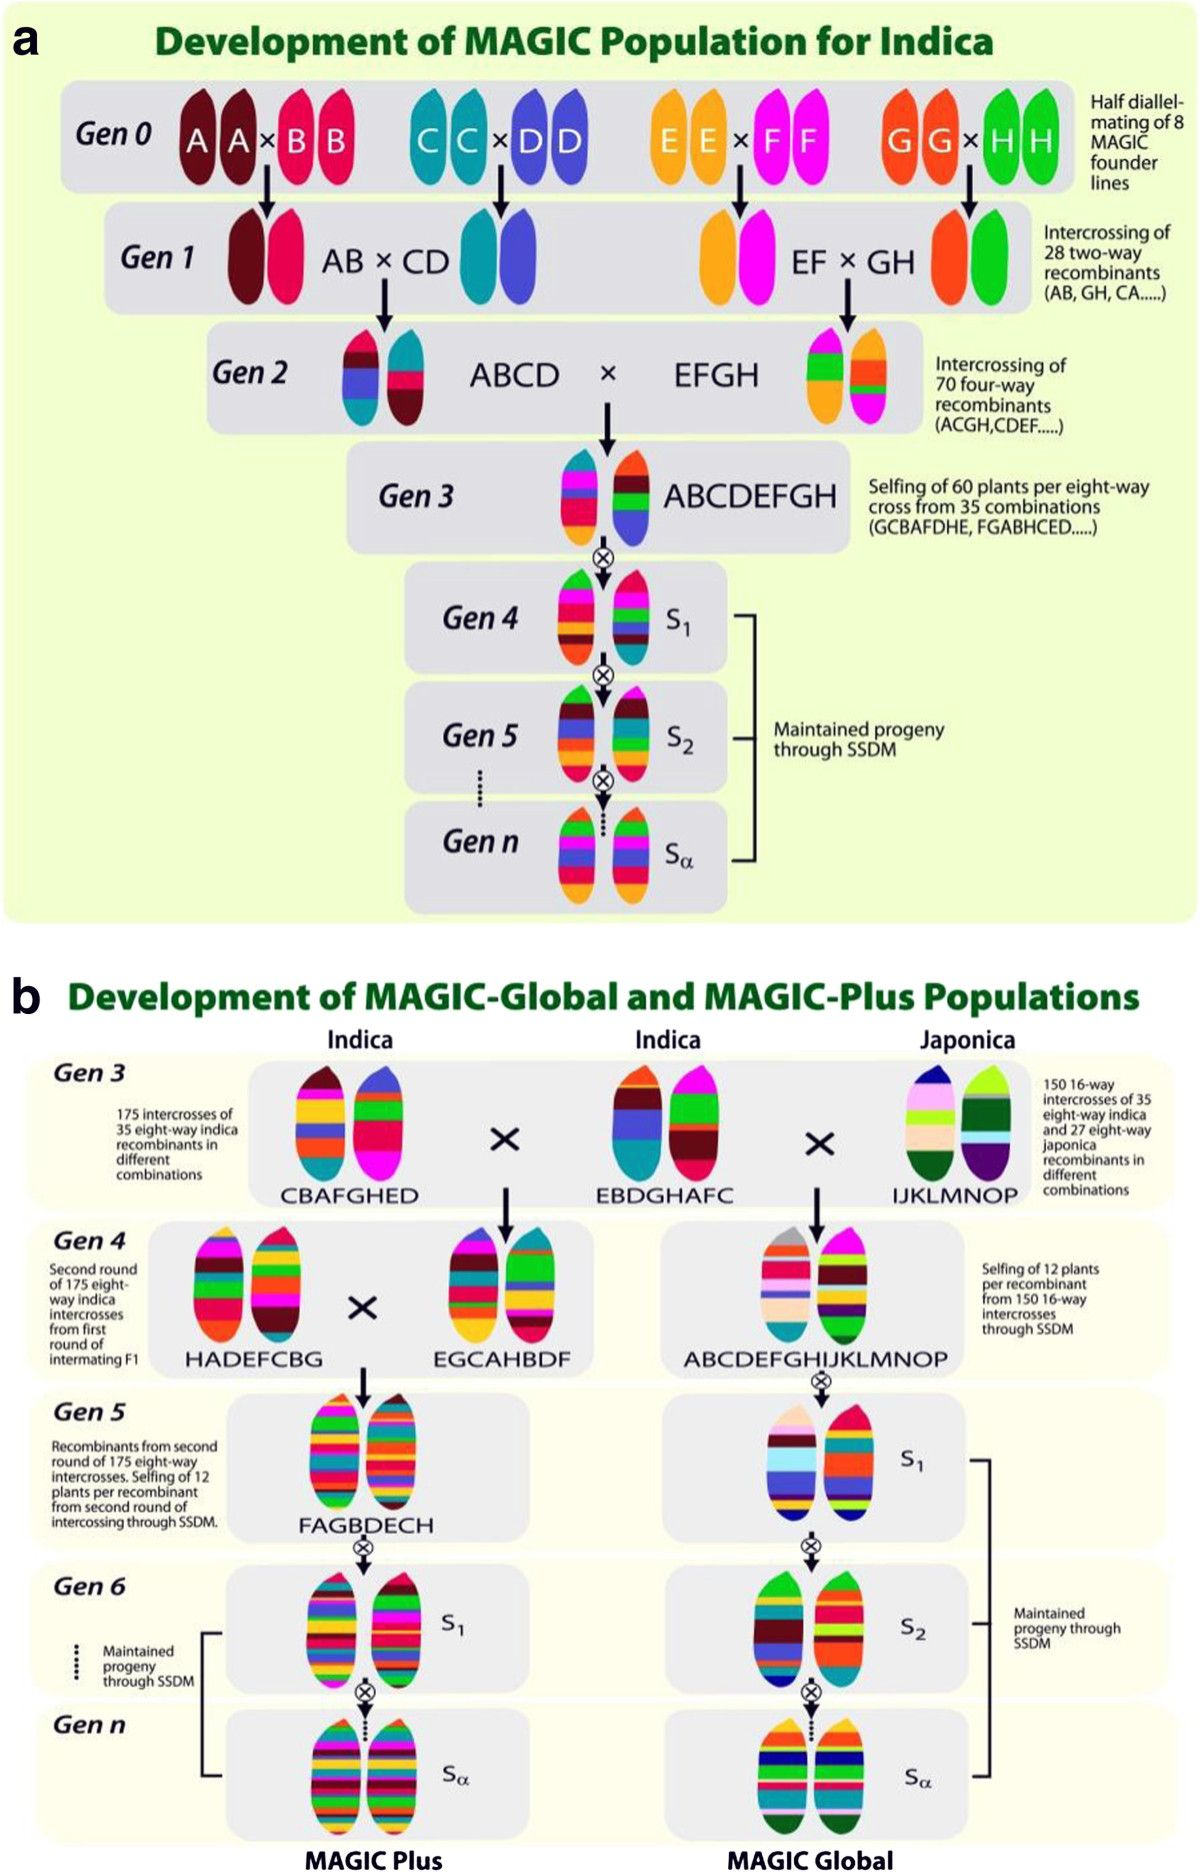 a
Development of MAGIC Population for Indica
Gen 0
A A × B B
C C × D D
E E × F F
G G × H H
Half diallel-
mating of 8
MAGIC
founder
lines
Gen 1
AB × CD
EF × GH
Intercrossing of
28 two-way
recombinants
(AB, GH, CA.....)
Gen 2
ABCD × EFGH
Intercrossing of
70 four-way
recombinants
(ACGH,CDEF.....)
Gen 3
ABCDEFGH
Selfing of 60 plants per eight-way
cross from 35 combinations
(GCBAFDHE, FGABHCED.....)
Gen 4
S1
Gen 5
S2
Gen n
Sα
Maintained progeny
through SSDM
b
Development of MAGIC-Global and MAGIC-Plus Populations
Indica
Indica
Japonica
Gen 3
175 intercrosses of
35 eight-way indica
recombinants in
different
combinations
×
×
CBAFGHED
EBDGHAFC
IJKLMNOP
150 16-way
intercrosses of 35
eight-way indica
and 27 eight-way
japonica
recombinants in
different
combinations
Gen 4
Second round
of 175 eight-
way indica
intercrosses
from first
round of
intermating F1
×
HADEFCBG
EGCAHBDF
ABCDEFGHIJKLMNOP
Selfing of 12 plants
per recombinant
from 150 16-way
intercrosses
through SSDM
Gen 5
Recombinants from second
round of 175 eight-way
intercrosses. Selfing of 12
plants per recombinant
from second round of
intercossing through SSDM.
FAGBDECH
S1
Gen 6
S1
S2
Maintained
progeny
through SSDM
Maintained
progeny through
SSDM
Gen n
Sα
Sα
MAGIC Plus
MAGIC Global